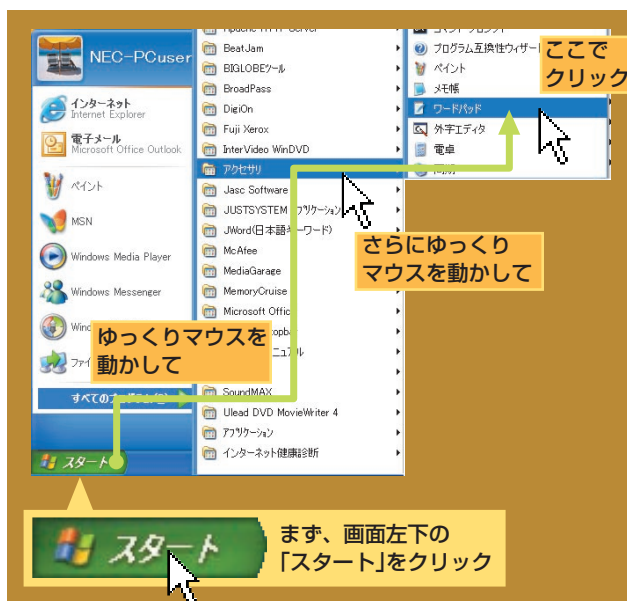 NEC-PCuser
インターネット
Internet Explorer
電子メール
Microsoft Office Outlook
ペイント
MSN
Windows Media Player
Windows Messenger
すべての
スタート
BeatJam
BIGLOBEツール
BroadPass
DigiOn
Fuji Xerox
InterVideo WinDVD
アクセサリ
Jasc Software
JUSTSYSTEM アプリケーション
JWord(日本語キーワード)
McAfee
MediaGarage
MemoryCruise
Microsoft Offic
SoundMAX
Ulead DVD MovieWriter 4
アプリケーション
インターネット健康診断
プログラム互換性ウィザード
ペイント
メモ帳
ワードパッド
外字エディタ
電卓
ここで
クリック
さらにゆっくり
マウスを動かして
ゆっくりマウスを
動かして
スタート
まず、画面左下の
「スタート」をクリック